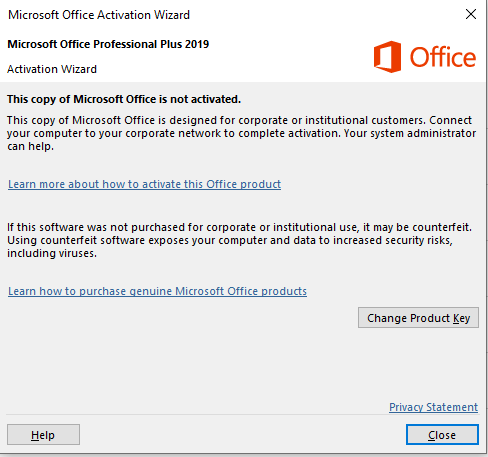 Microsoft Office Activation Wizard
Microsoft Office Professional Plus 2019
Activation Wizard
Office
This copy of Microsoft Office is not activated.
This copy of Microsoft Office is designed for corporate or institutional customers. Connect
your computer to your corporate network to complete activation. Your system administrator
can help.
Learn more about how to activate this Office product
If this software was not purchased for corporate or institutional use, it may be counterfeit.
Using counterfeit software exposes your computer and data to increased security risks,
including viruses.
Learn how to purchase genuine Microsoft Office products
Change Product Key
Privacy Statement
Help
Close